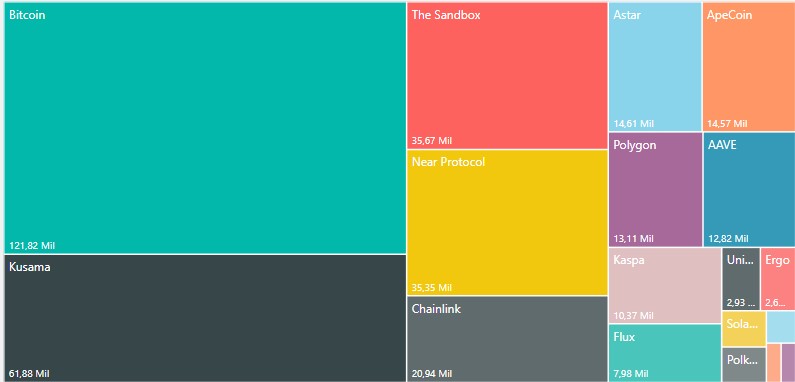 Bitcoin
121,82 Mil
Kusama
61,88 Mil
The Sandbox
35,67 Mil
Near Protocol
35,35 Mil
Chainlink
20,94 Mil
Astar
14,61 Mil
ApeCoin
14,57 Mil
Polygon
13,11 Mil
AAVE
12,82 Mil
Kaspa
10,37 Mil
Flux
7,98 Mil
Uni...
2,93 ...
Ergo
2,6...
Sola...
Polk...